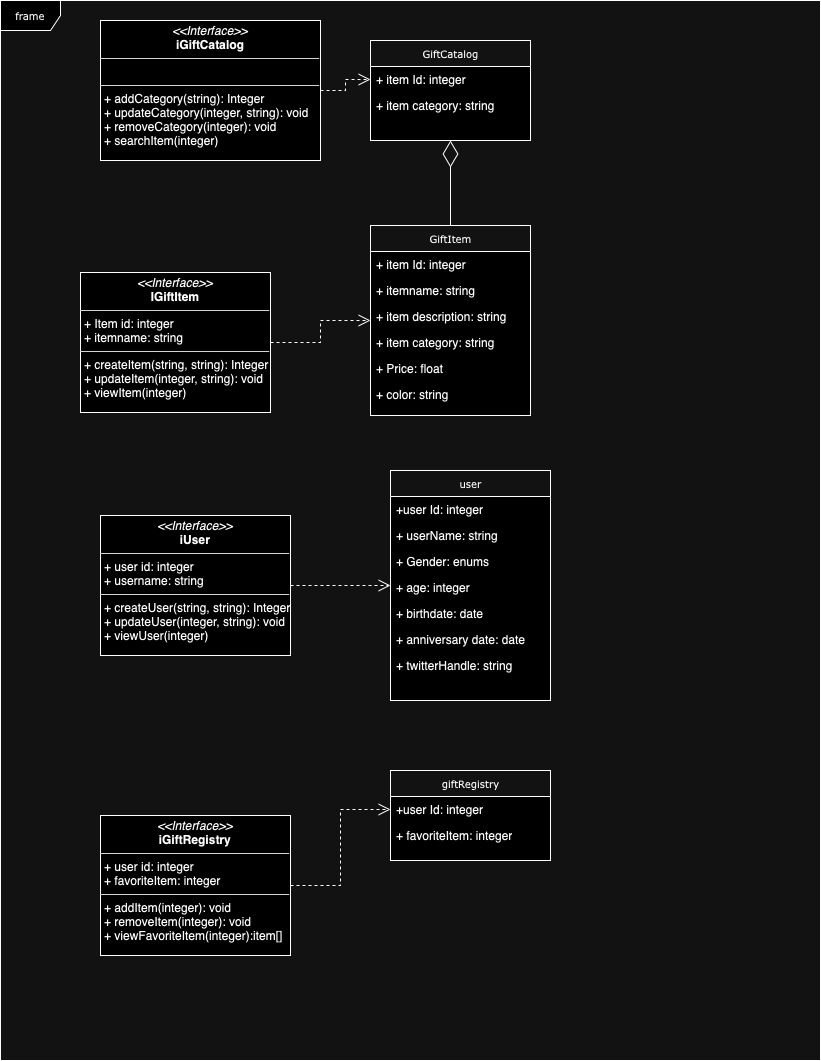 frame
<<Interface>>
iGiftCatalog
+ addCategory(string): Integer
+ updateCategory(integer, string): void
+ removeCategory(integer): void
+ searchItem(integer)
GiftCatalog
+ item Id: integer
+ item category: string
GiftItem
+ item Id: integer
+ itemname: string
+ item description: string
+ item category: string
+ Price: float
+ color: string
<<Interface>>
IGiftItem
+ Item id: integer
+ itemname: string
+ createItem(string, string): Integer
+ updateItem(integer, string): void
+ viewItem(integer)
user
+user Id: integer
+ userName: string
+ Gender: enums
+ age: integer
+ birthdate: date
+ anniversary date: date
+ twitterHandle: string
<<Interface>>
iUser
+ user id: integer
+ username: string
+ createUser(string, string): Integer
+ updateUser(integer, string): void
+ viewUser(integer)
giftRegistry
+user Id: integer
+ favoriteItem: integer
<<Interface>>
iGiftRegistry
+ user id: integer
+ favoriteItem: integer
+ addItem(integer): void
+ removeItem(integer): void
+ viewFavoriteItem(integer):item[]